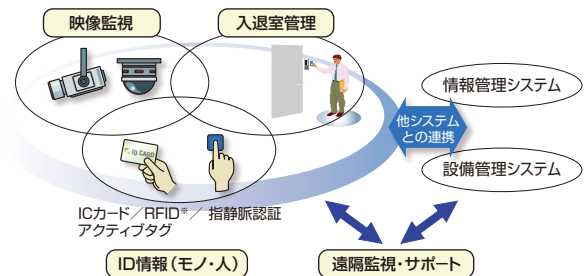 映像監視
入退室管理
ID CARD
ICカード/RFID※/ 指静脈認証
アクティブタグ
ID情報(モノ・人)
他システム
との連携
情報管理システム
設備管理システム
遠隔監視・サポート